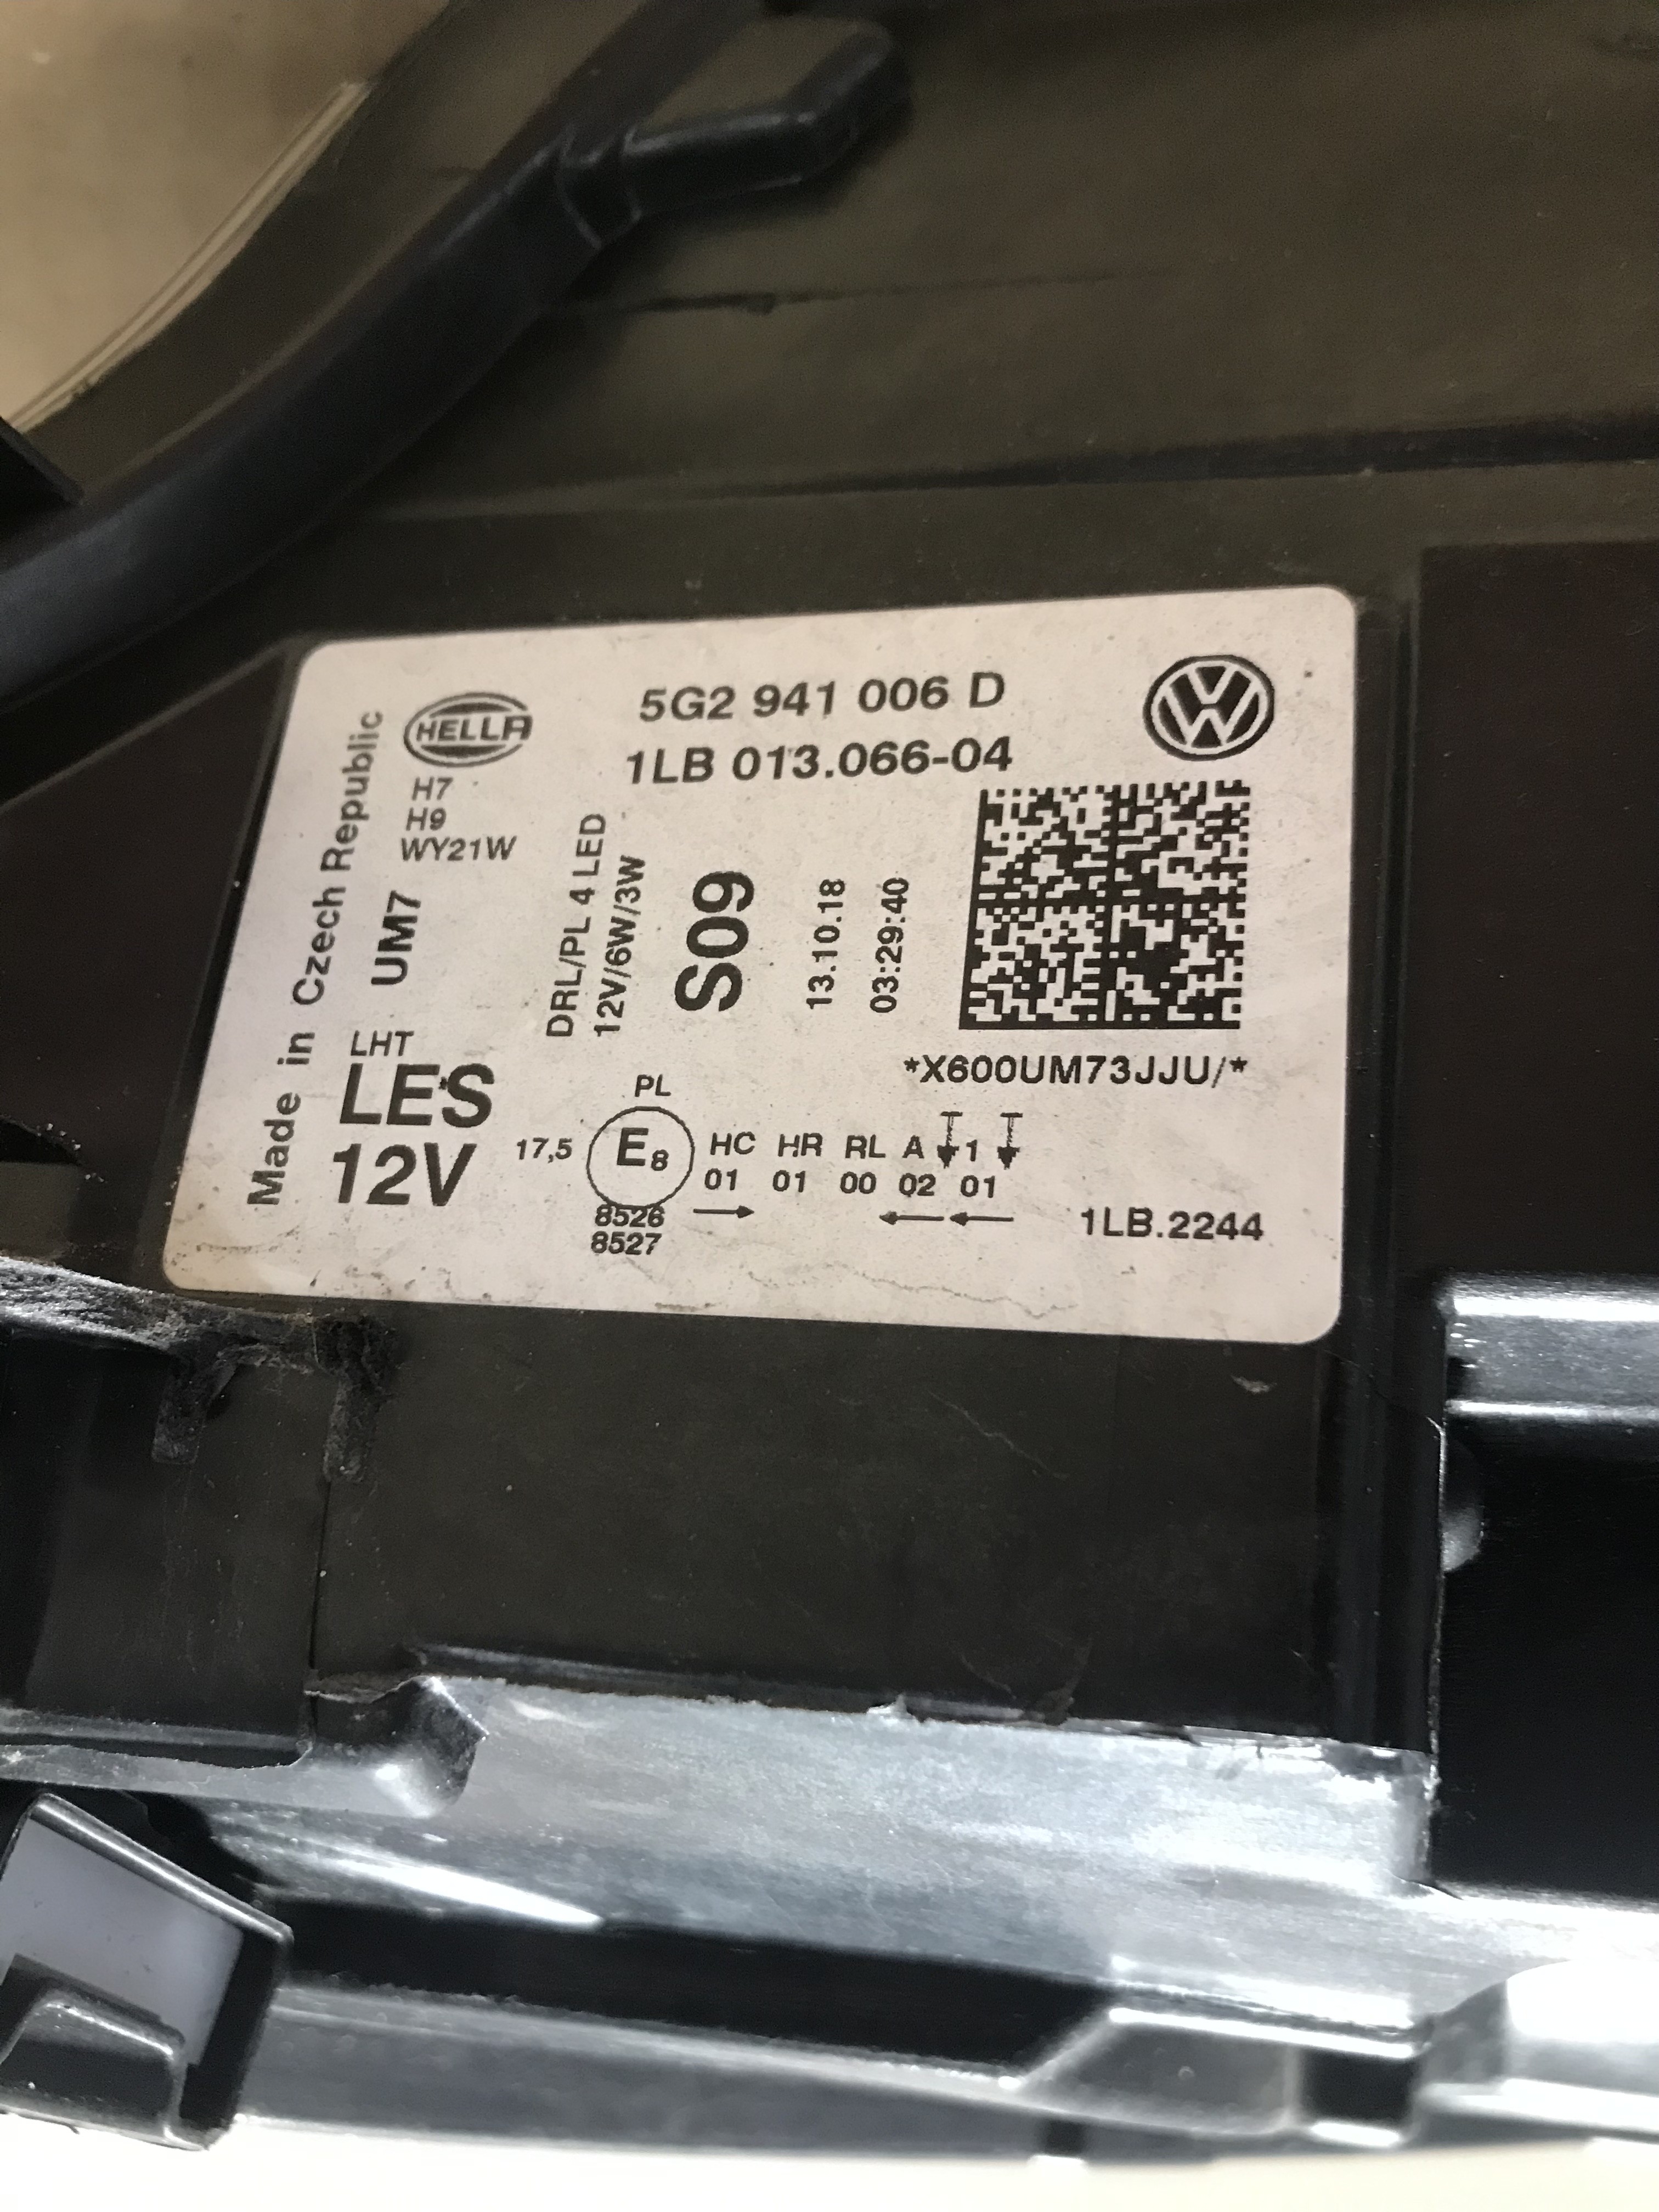 5G2 941 006 D
1LB 013.066-04
HELLA
H7
H9
WY21W
Made in Czech Republic
UM7
DRL/PL 4 LED
12V/6W/3W
S09
13.10.18
03:29:40
*X600UM73JJU/*
LHT
LES
12V
PL
17,5 E8 HC HR RL A 1
01 01 00 02 01
8526
8527
1LB.2244